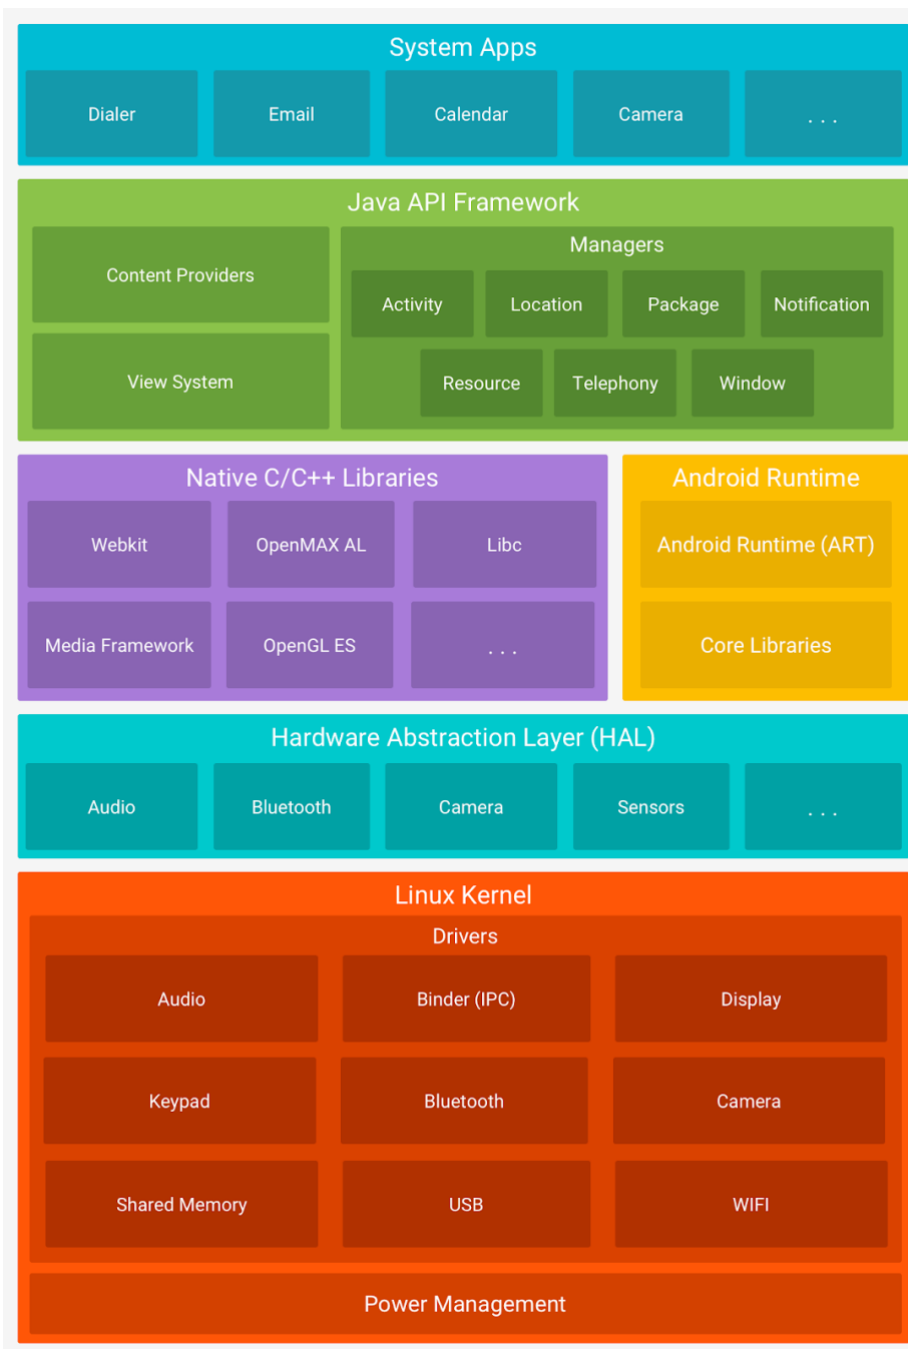 System Apps
Dialer
Email
Calendar
Camera
. . .
Java API Framework
Content Providers
View System
Managers
Activity
Location
Package
Notification
Resource
Telephony
Window
Native C/C++ Libraries
Webkit
OpenMAX AL
Libc
Media Framework
OpenGL ES
. . .
Android Runtime
Android Runtime (ART)
Core Libraries
Hardware Abstraction Layer (HAL)
Audio
Bluetooth
Camera
Sensors
. . .
Linux Kernel
Drivers
Audio
Binder (IPC)
Display
Keypad
Bluetooth
Camera
Shared Memory
USB
WIFI
Power Management